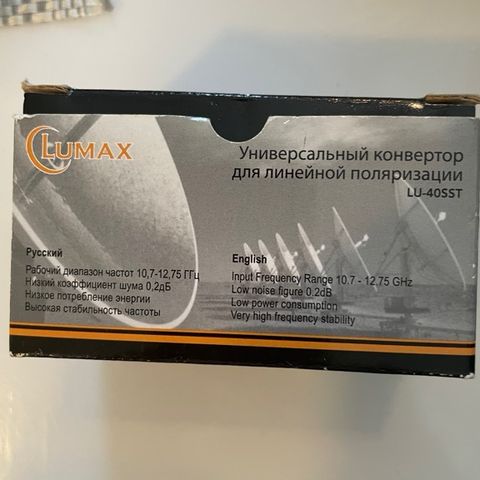 LUMAX
Универсальный конвертор
для линейной поляризации
LU-40SST
Русский
Рабочий диапазон частот 10,7-12,75 ГГц
Низкий коэффициент шума 0,2дБ
Низкое потребление энергии
Высокая стабильность частоты
English
Input Frequency Range 10.7 - 12,75 GHz
Low noise figure 0.2dB
Low power consumption
Very high frequency stability